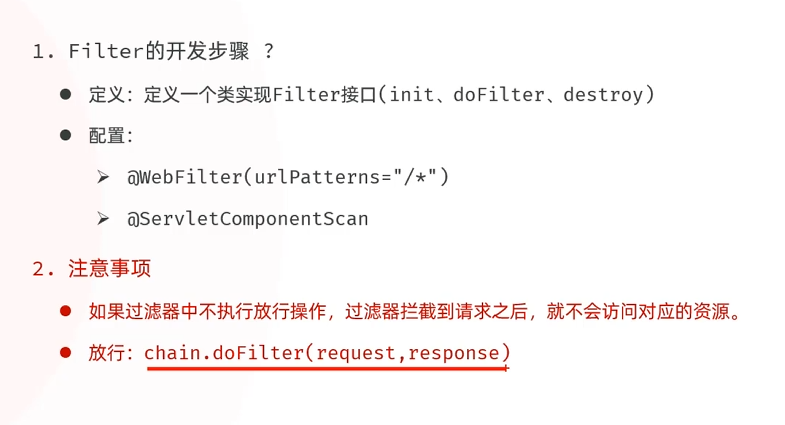 1. Filter的开发步骤 ？
● 定义：定义一个类实现Filter接口(init、doFilter、destroy)
● 配置：
➢ @WebFilter(urlPatterns="/*")
➢ @ServletComponentScan
2. 注意事项
● 如果过滤器中不执行放行操作，过滤器拦截到请求之后，就不会访问对应的资源。
● 放行：chain.doFilter(request,response)